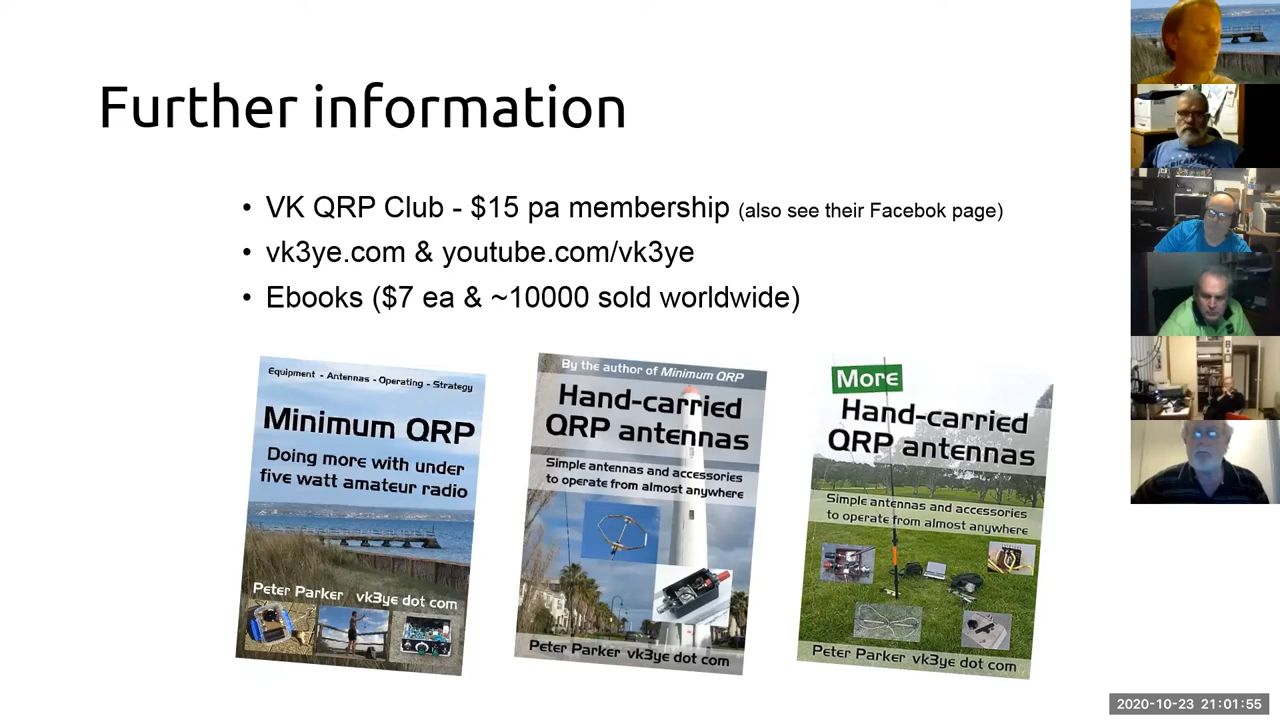 Further information
• VK QRP Club - $15 pa membership (also see their Facebok page)
• vk3ye.com & youtube.com/vk3ye
• Ebooks ($7 ea & ~10000 sold worldwide)
Equipment - Antennas - Operating - Strategy
Minimum QRP
Doing more with under
five watt amateur radio
Peter Parker vk3ye dot com
By the author of Minimum QRP
Hand-carried
QRP antennas
Simple antennas and accessories
to operate from almost anywhere
Peter Parker vk3ye dot com
More
Hand-carried
QRP antennas
Simple antennas and accessories
to operate from almost anywhere
Peter Parker vk3ye dot com
2020-10-23 21:01:55